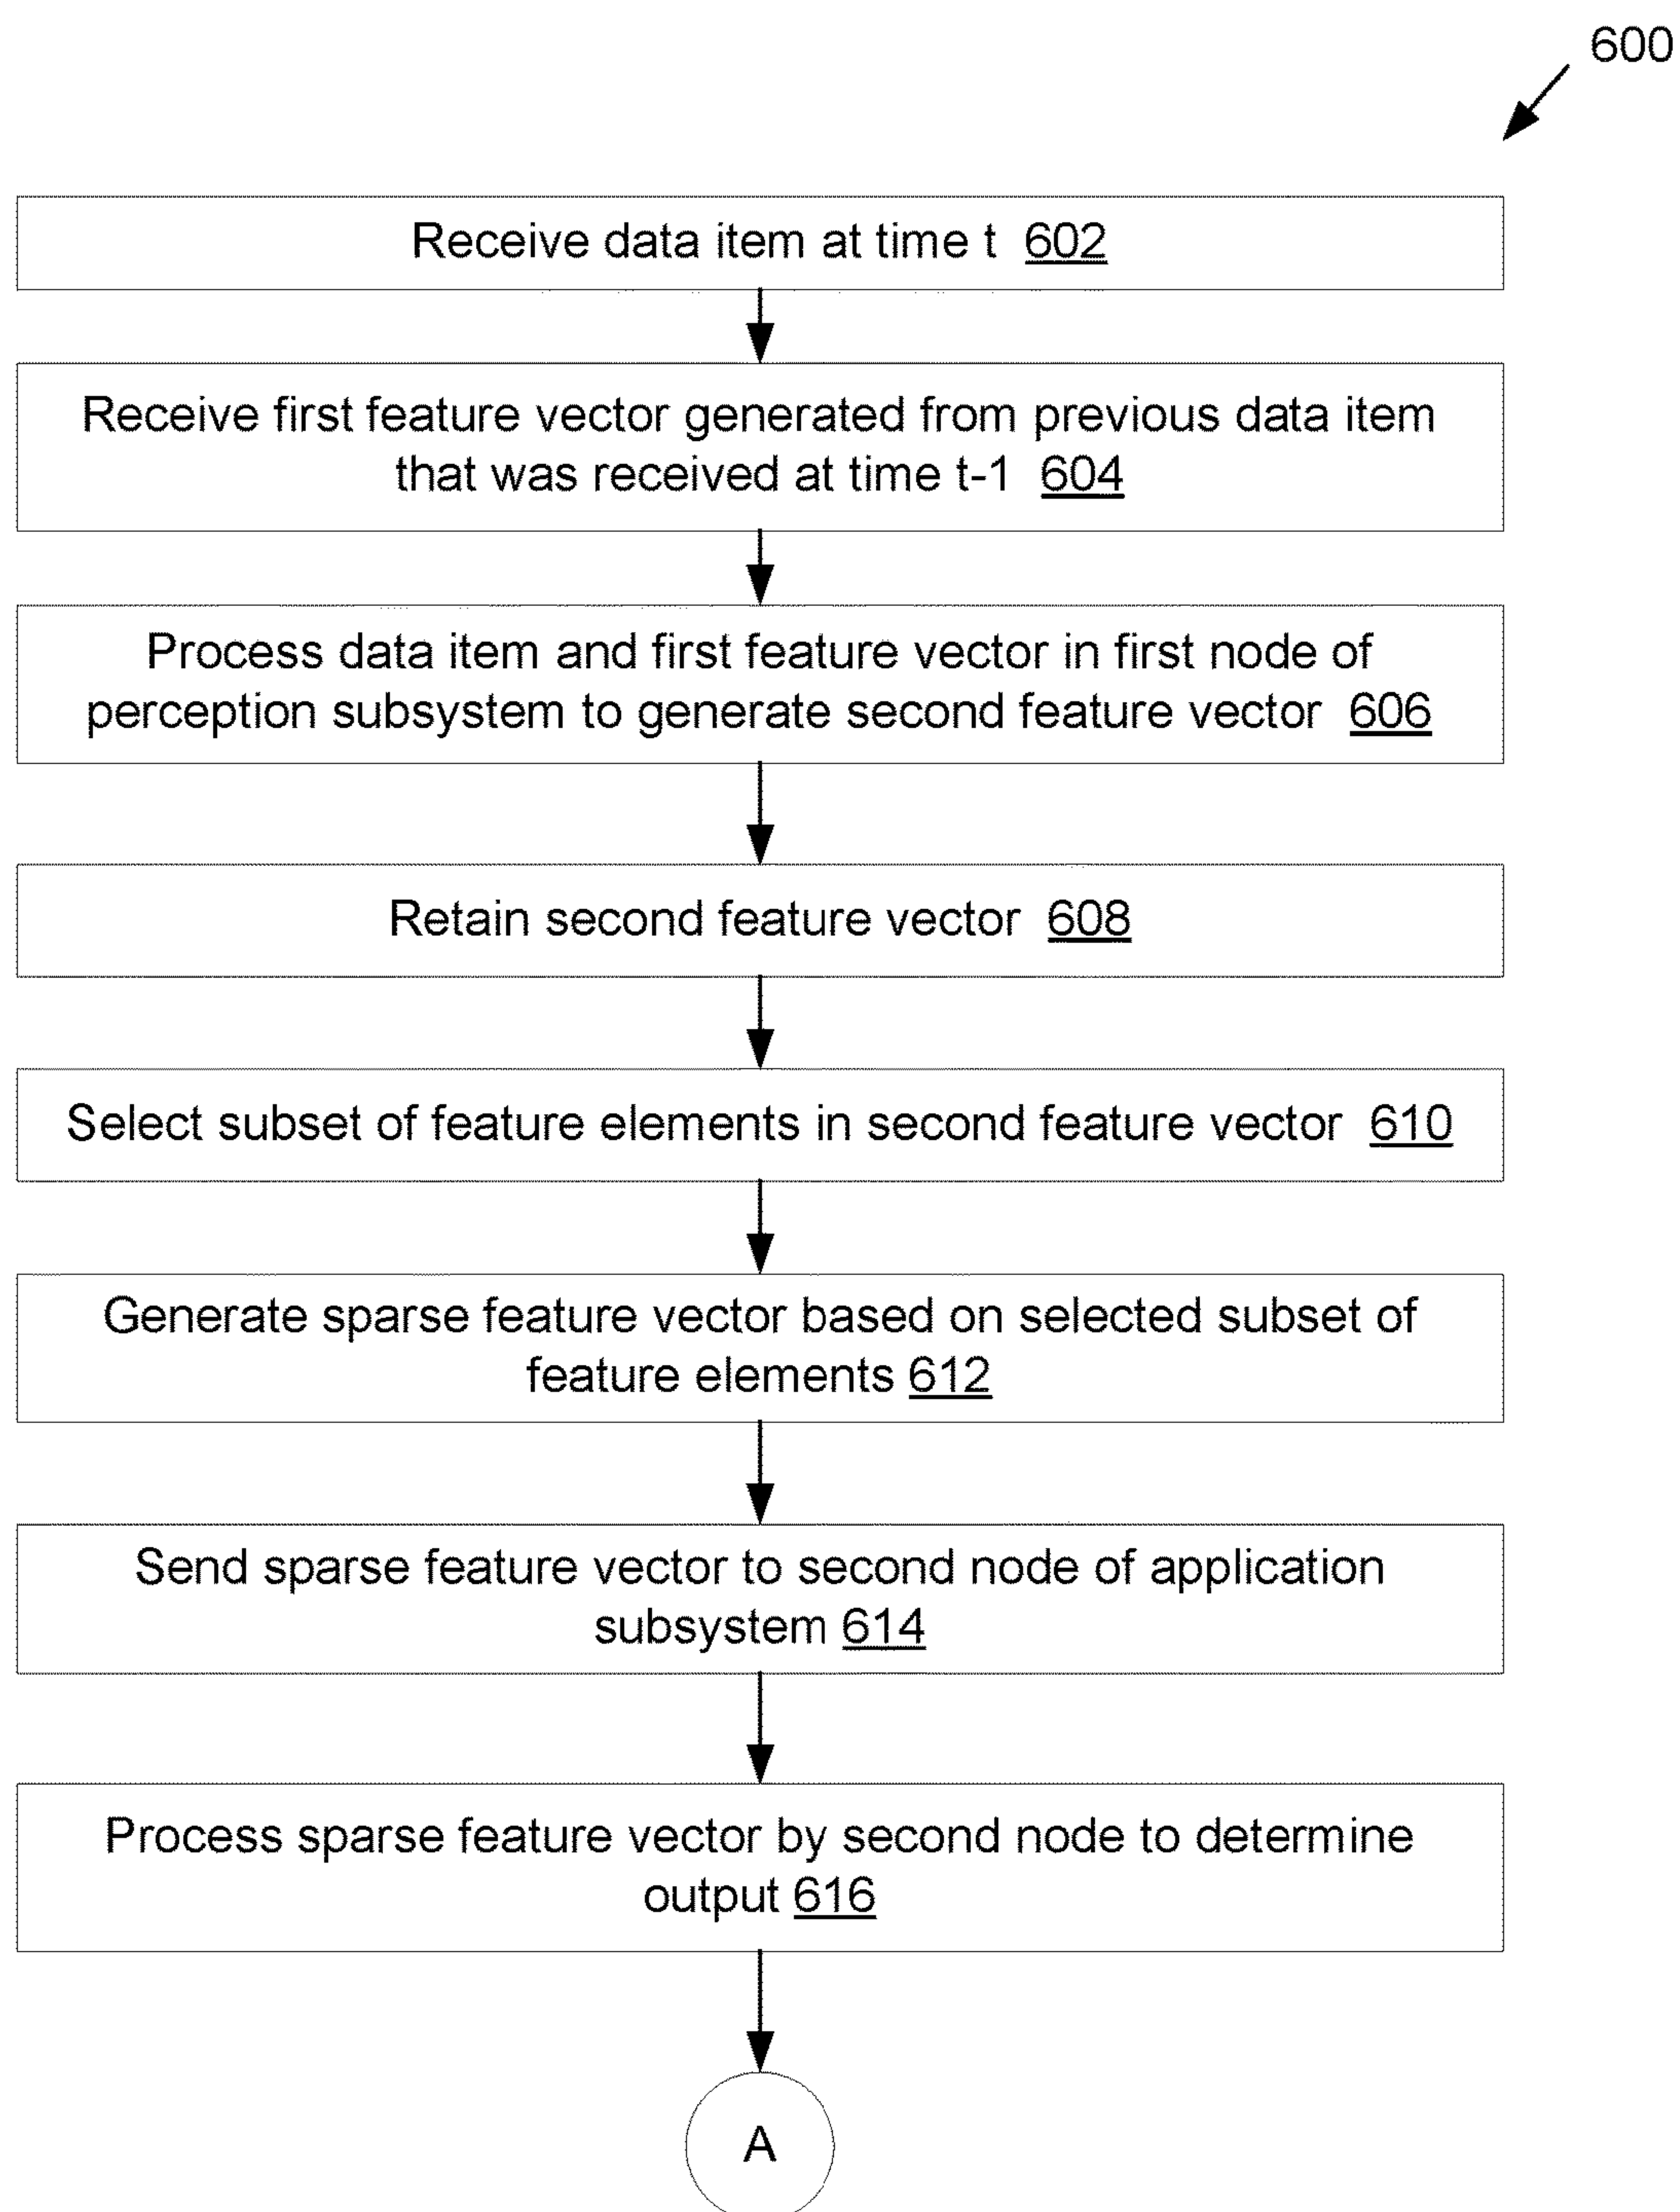 600
Receive data item at time t 602
Receive first feature vector generated from previous data item
that was received at time t-1 604
Process data item and first feature vector in first node of
perception subsystem to generate second feature vector 606
Retain second feature vector 608
Select subset of feature elements in second feature vector 610
Generate sparse feature vector based on selected subset of
feature elements 612
Send sparse feature vector to second node of application
subsystem 614
Process sparse feature vector by second node to determine
output 616
A